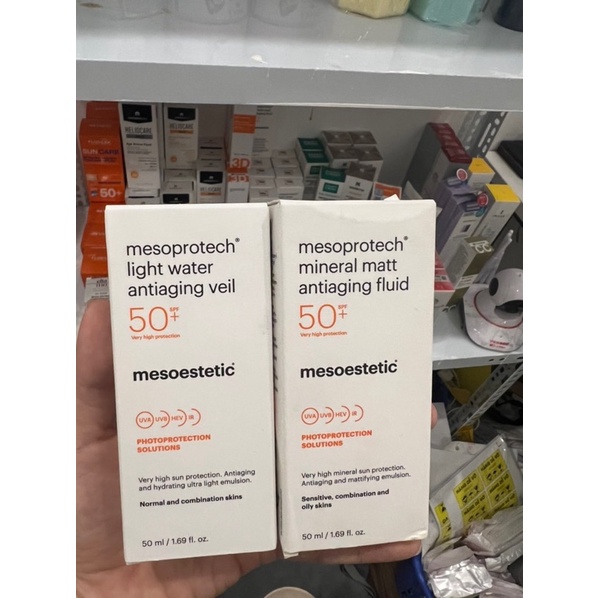 HELIOCARE
HELIOCARE
SUN CARE
50+
3D
mesoprotech®
light water
antiaging veil
50+
SPF
Very high protection
mesoestetic®
UVA UVB HEV IR
PHOTOPROTECTION
SOLUTIONS
Very high sun protection. Antiaging
and hydrating ultra light emulsion.
Normal and combination skins
50 ml / 1.69 fl. oz.
mesoprotech®
mineral matt
antiaging fluid
50+
SPF
Very high protection
mesoestetic®
UVA UVB HEV IR
PHOTOPROTECTION
SOLUTIONS
Very high mineral sun protection.
Antiaging and mattifying emulsion.
Sensitive, combination and
oily skins
50 ml / 1.69 fl. oz.